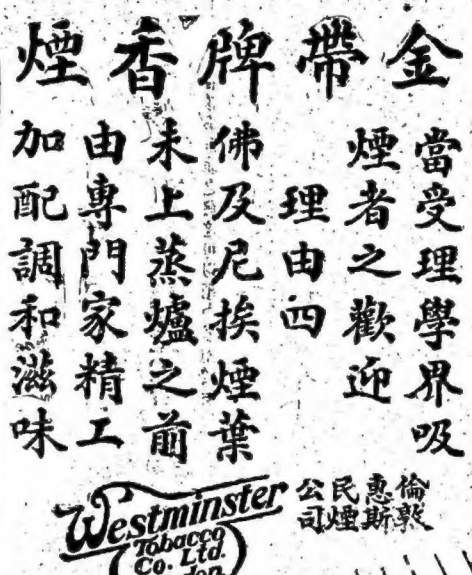 金帶牌香煙
當受理學界吸
煙者之歡迎
理由四
佛及尼挨煙葉
未上蒸爐之前
由專門家精工
加配調和滋味
倫敦
惠斯
民煙
公司
Westminster
Tobacco
Co. Ltd.